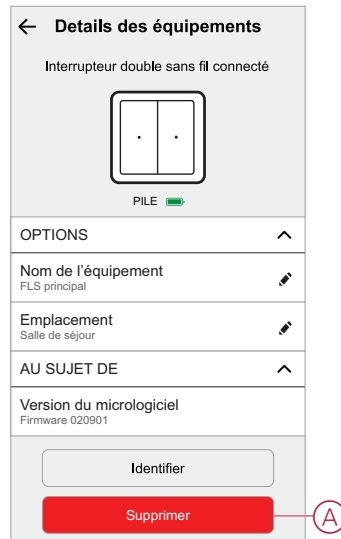 Details des équipements
Interrupteur double sans fil connecté
PILE
OPTIONS
Nom de l'équipement
FLS principal
Emplacement
Salle de séjour
AU SUJET DE
Version du micrologiciel
Firmware 020901
Identifier
Supprimer
A